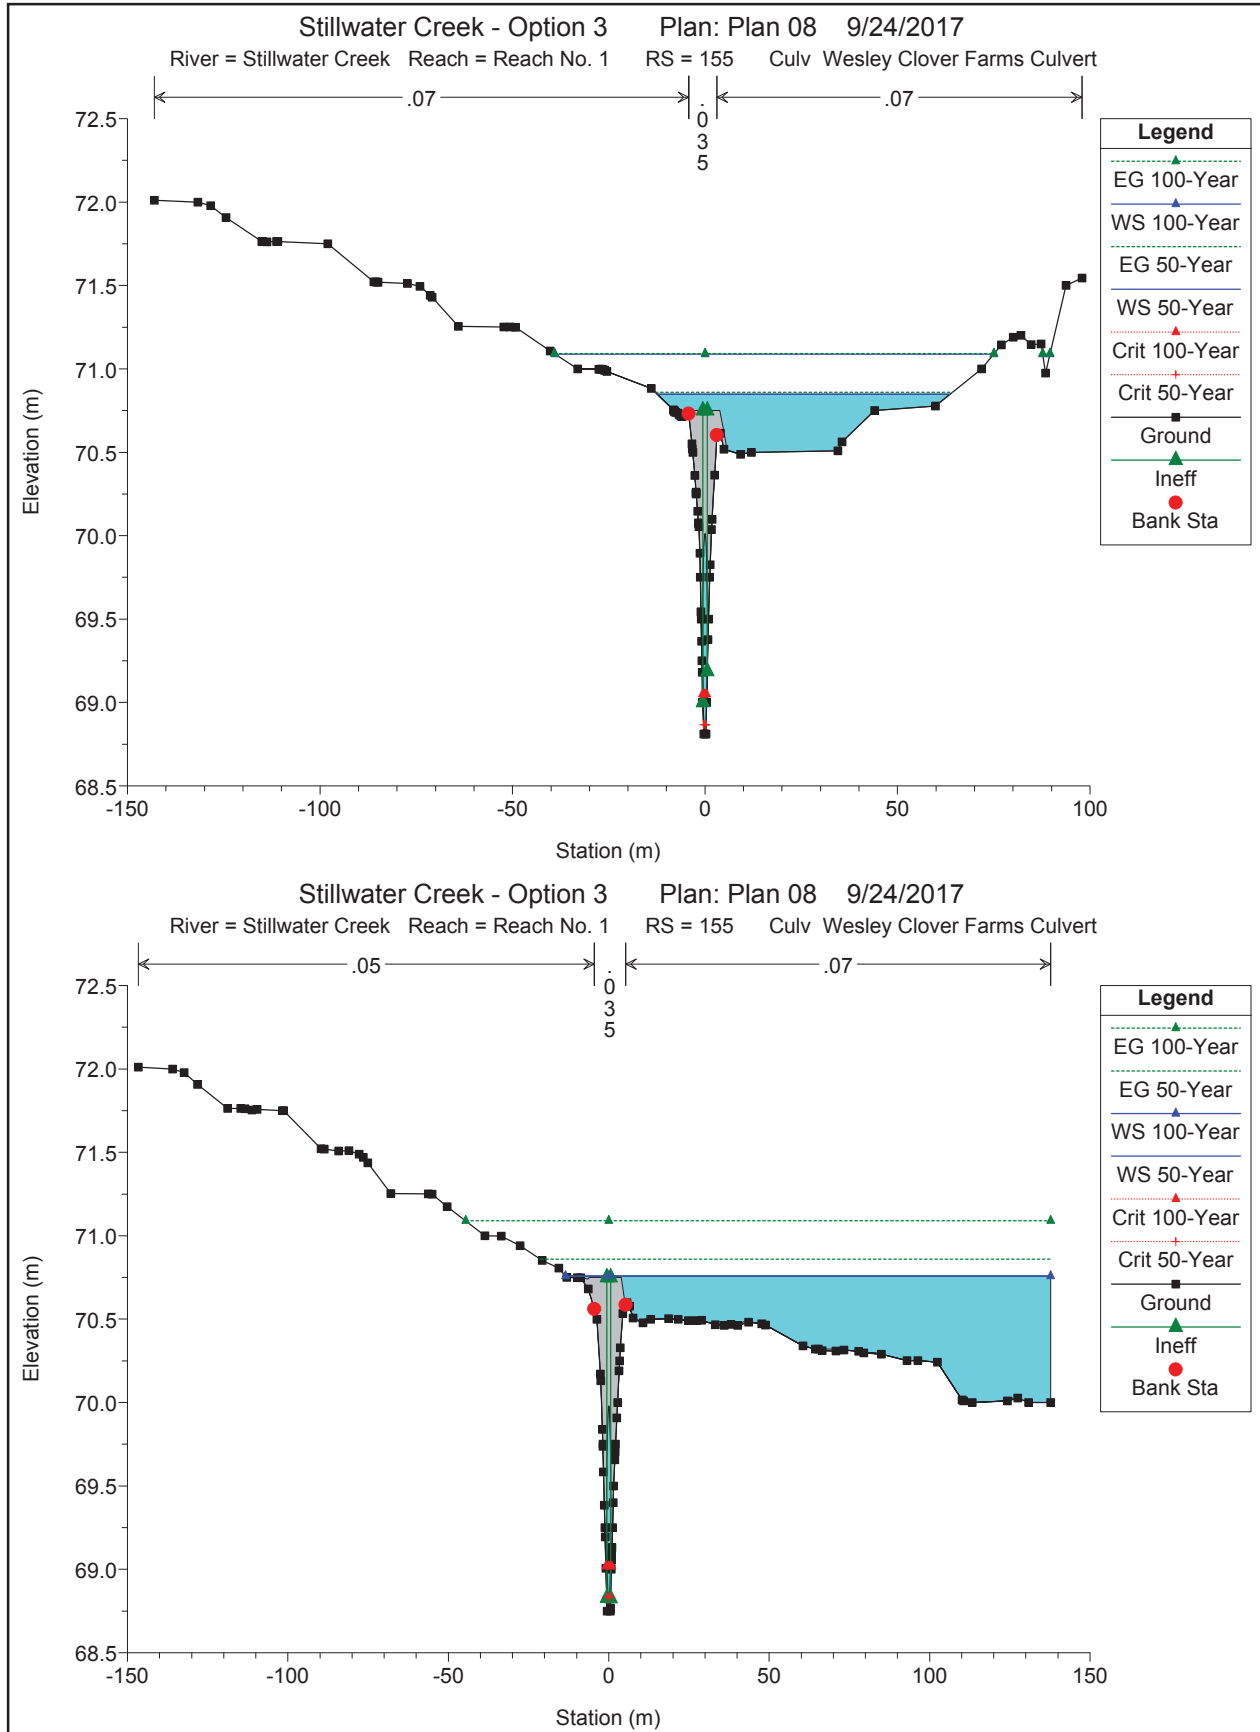 Stillwater Creek - Option 3 Plan: Plan 08 9/24/2017
River = Stillwater Creek Reach = Reach No. 1 RS = 155 Culv Wesley Clover Farms Culvert
.07 .035 .07
72.5
72.0
71.5
71.0
70.5
70.0
69.5
69.0
68.5
Elevation (m)
-150 -100 -50 0 50 100
Station (m)
Legend
EG 100-Year
WS 100-Year
EG 50-Year
WS 50-Year
Crit 100-Year
Crit 50-Year
Ground
Ineff
Bank Sta
Stillwater Creek - Option 3 Plan: Plan 08 9/24/2017
River = Stillwater Creek Reach = Reach No. 1 RS = 155 Culv Wesley Clover Farms Culvert
.05 .035 .07
72.5
72.0
71.5
71.0
70.5
70.0
69.5
69.0
68.5
Elevation (m)
-150 -100 -50 0 50 100 150
Station (m)
Legend
EG 100-Year
EG 50-Year
WS 100-Year
WS 50-Year
Crit 100-Year
Crit 50-Year
Ground
Ineff
Bank Sta